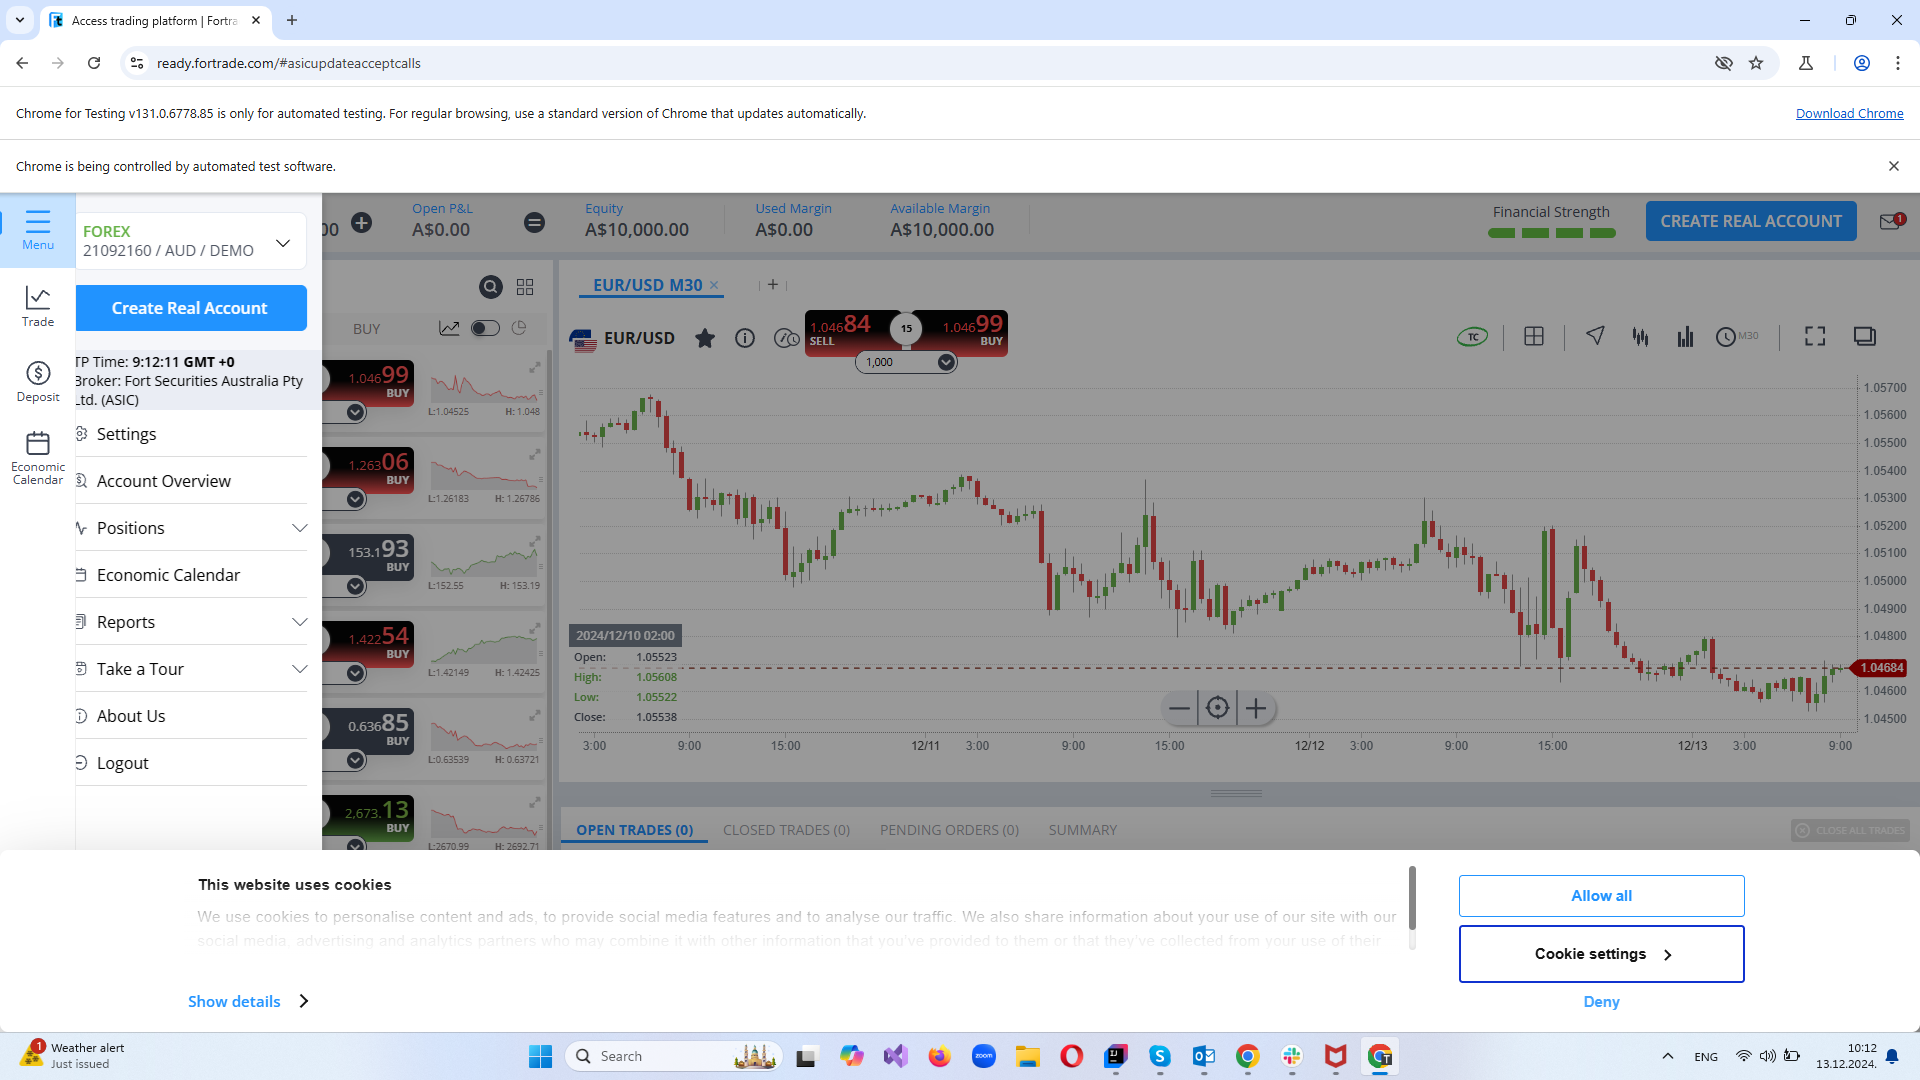 Access trading platform | Fortra
ready.fortrade.com/#asicupdateacceptcalls
Chrome for Testing v131.0.6778.85 is only for automated testing. For regular browsing, use a standard version of Chrome that updates automatically.
Download Chrome
Chrome is being controlled by automated test software.
Menu
Trade
Deposit
Economic
Calendar
FOREX
21092160 / AUD / DEMO
Create Real Account
TP Time: 9:12:11 GMT +0
Broker: Fort Securities Australia Pty
Ltd. (ASIC)
Settings
Account Overview
Positions
Economic Calendar
Reports
Take a Tour
About Us
Logout
00
Open P&L
A$0.00
Equity
A$10,000.00
Used Margin
A$0.00
Available Margin
A$10,000.00
Financial Strength
CREATE REAL ACCOUNT
1
BUY
1.04699
BUY
L:1.04525 H: 1.048
1.26306
BUY
L:1.26183 H: 1.26786
153.193
BUY
L:152.55 H: 153.19
1.42254
BUY
L:1.42149 H: 1.42425
0.63685
BUY
L:0.63539 H: 0.63721
2,673.13
BUY
L:2670.99 H: 2692.71
EUR/USD M30
EUR/USD
1.04684
SELL
15
1.04699
BUY
1,000
TC
M30
1.05700
1.05600
1.05500
1.05400
1.05300
1.05200
1.05100
1.05000
1.04900
1.04800
1.04684
1.04600
1.04500
2024/12/10 02:00
Open: 1.05523
High: 1.05608
Low: 1.05522
Close: 1.05538
3:00 9:00 15:00 12/11 3:00 9:00 15:00 12/12 3:00 9:00 15:00 12/13 3:00 9:00
OPEN TRADES (0) CLOSED TRADES (0) PENDING ORDERS (0) SUMMARY
CLOSE ALL TRADES
This website uses cookies
We use cookies to personalise content and ads, to provide social media features and to analyse our traffic. We also share information about your use of our site with our
social media, advertising and analytics partners who may combine it with other information that you've provided to them or that they've collected from your use of their
Show details
Allow all
Cookie settings
Deny
1
Weather alert
Just issued
Search
zoom
ENG
10:12
13.12.2024.